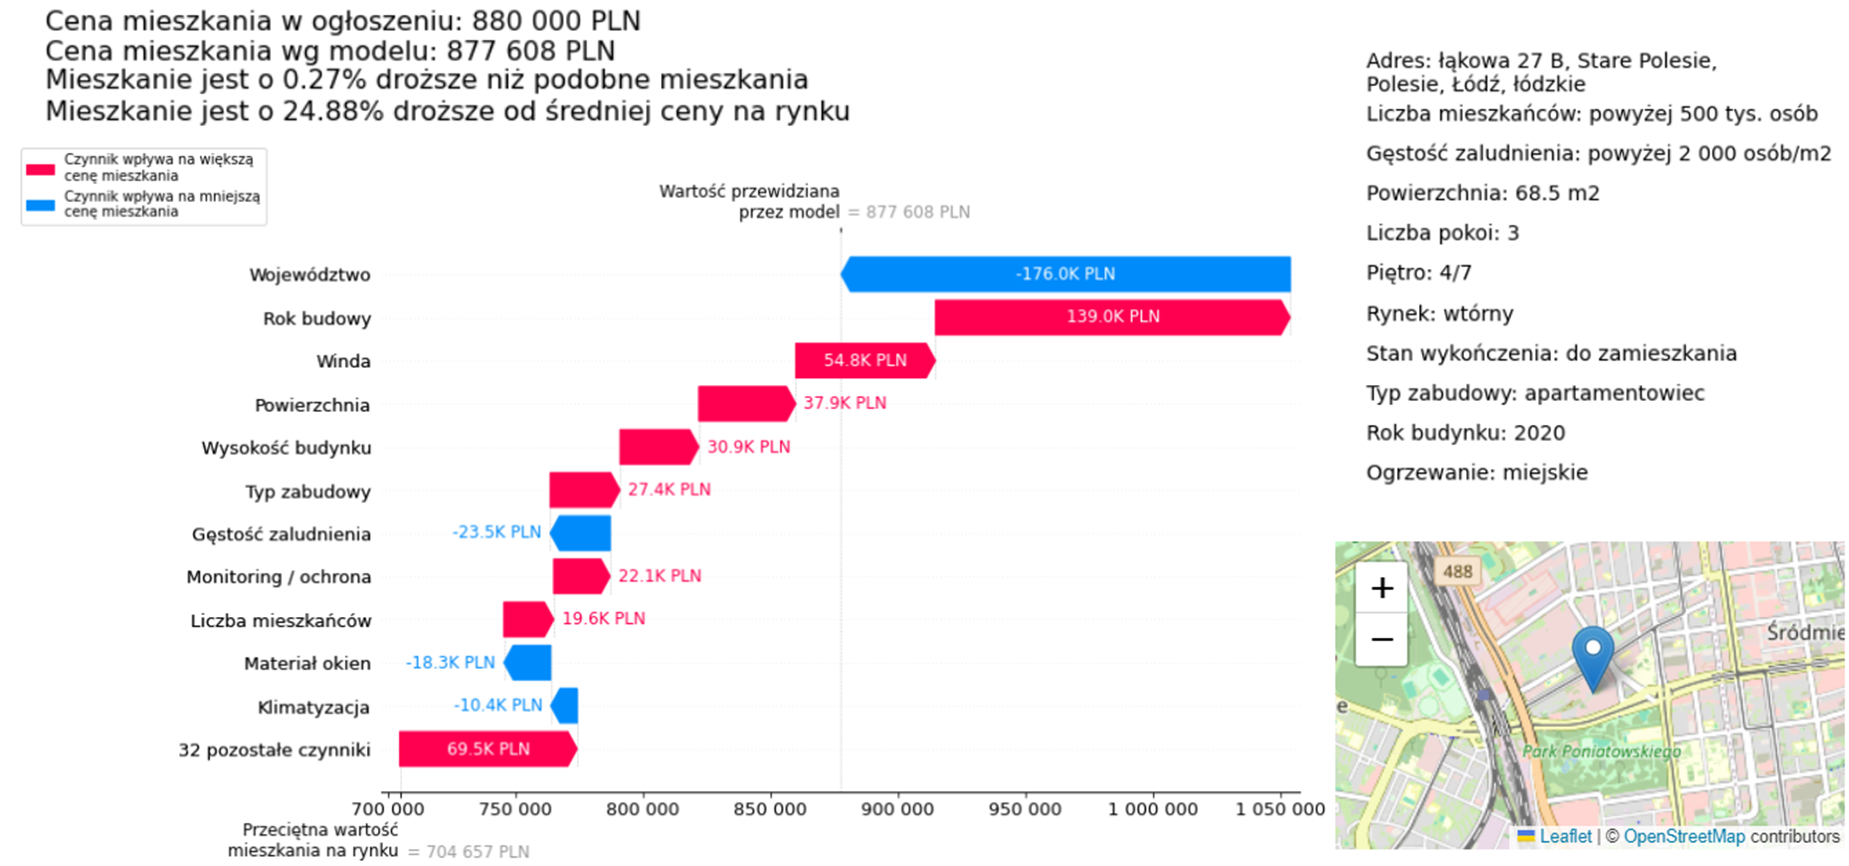 Cena mieszkania w ogłoszeniu: 880 000 PLN
Cena mieszkania wg modelu: 877 608 PLN
Mieszkanie jest o 0.27% droższe niż podobne mieszkania
Mieszkanie jest o 24.88% droższe od średniej ceny na rynku
Czynnik wpływa na większą
cenę mieszkania
Czynnik wpływa na mniejszą
cenę mieszkania
Wartość przewidziana
przez model = 877 608 PLN
Województwo -176.0K PLN
Rok budowy 139.0K PLN
Winda 54.8K PLN
Powierzchnia 37.9K PLN
Wysokość budynku 30.9K PLN
Typ zabudowy 27.4K PLN
Gęstość zaludnienia -23.5K PLN
Monitoring / ochrona 22.1K PLN
Liczba mieszkańców 19.6K PLN
Materiał okien -18.3K PLN
Klimatyzacja -10.4K PLN
32 pozostałe czynniki 69.5K PLN
700 000 750 000 800 000 850 000 900 000 950 000 1 000 000 1 050 000
Przeciętna wartość
mieszkania na rynku = 704 657 PLN
Adres: łąkowa 27 B, Stare Polesie,
Polesie, Łódź, łódzkie
Liczba mieszkańców: powyżej 500 tys. osób
Gęstość zaludnienia: powyżej 2 000 osób/m2
Powierzchnia: 68.5 m2
Liczba pokoi: 3
Piętro: 4/7
Rynek: wtórny
Stan wykończenia: do zamieszkania
Typ zabudowy: apartamentowiec
Rok budynku: 2020
Ogrzewanie: miejskie
+
−
488
Śródmie
e
Park Poniatowskiego
Leaflet | © OpenStreetMap contributors